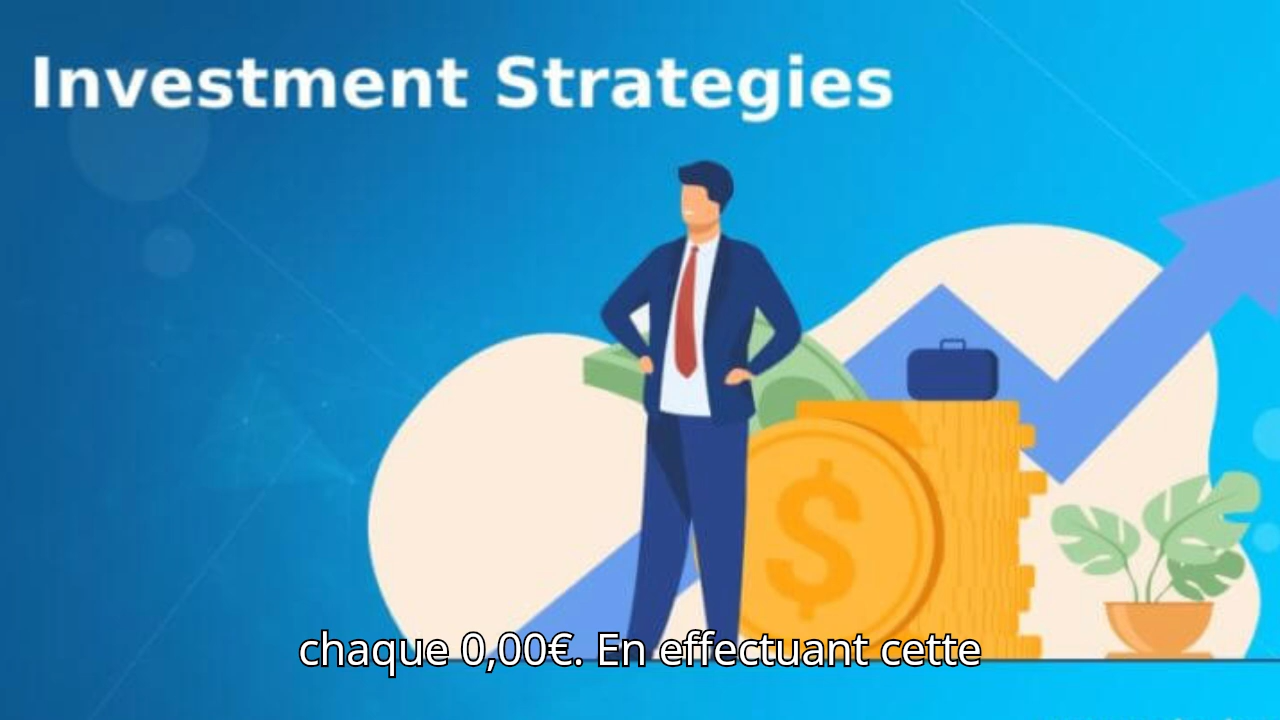 Investment Strategies
$
chaque 0,00€. En effectuant cette